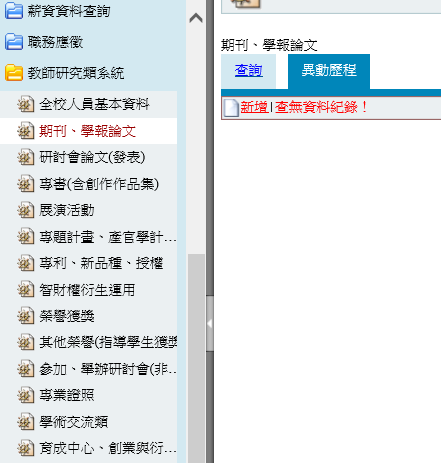 薪資資料查詢
職務應徵
教師研究類系統
全校人員基本資料
期刊、學報論文
研討會論文(發表)
專書(含創作作品集)
展演活動
專題計畫、產官學計...
專利、新品種、授權
智財權衍生運用
榮譽獲獎
其他榮譽(指導學生獲獎
參加、舉辦研討會(非...
專業證照
學術交流類
育成中心、創業與衍...
期刊、學報論文
查詢 異動歷程
新增|查無資料紀錄！